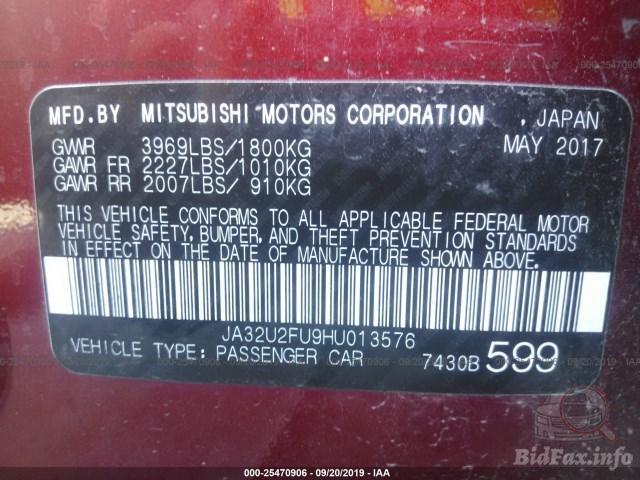 MFD.BY MITSUBISHI MOTORS CORPORATION , JAPAN
GVWR 3969LBS/1800KG MAY 2017
GAWR FR 2227LBS/1010KG
GAWR RR 2007LBS/ 910KG
THIS VEHICLE CONFORMS TO ALL APPLICABLE FEDERAL MOTOR
VEHICLE SAFETY, BUMPER, AND THEFT PREVENTION STANDARDS
IN EFFECT ON THE DATE OF MANUFACTURE SHOWN ABOVE.
JA32U2FU9HU013576
VEHICLE TYPE: PASSENGER CAR 7430B 599
BidFax.info
000-25470906 - 09/20/2019 - IAA